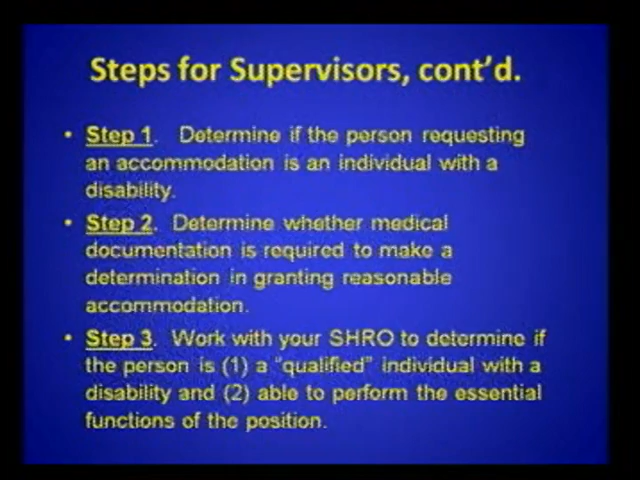 Steps for Supervisors, cont'd.
• Step 1. Determine if the person requesting
an accommodation is an individual with a
disability.
• Step 2. Determine whether medical
documentation is required to make a
determination in granting reasonable
accommodation.
• Step 3. Work with your SHRO to determine if
the person is (1) a "qualified" individual with a
disability and (2) able to perform the essential
functions of the position.